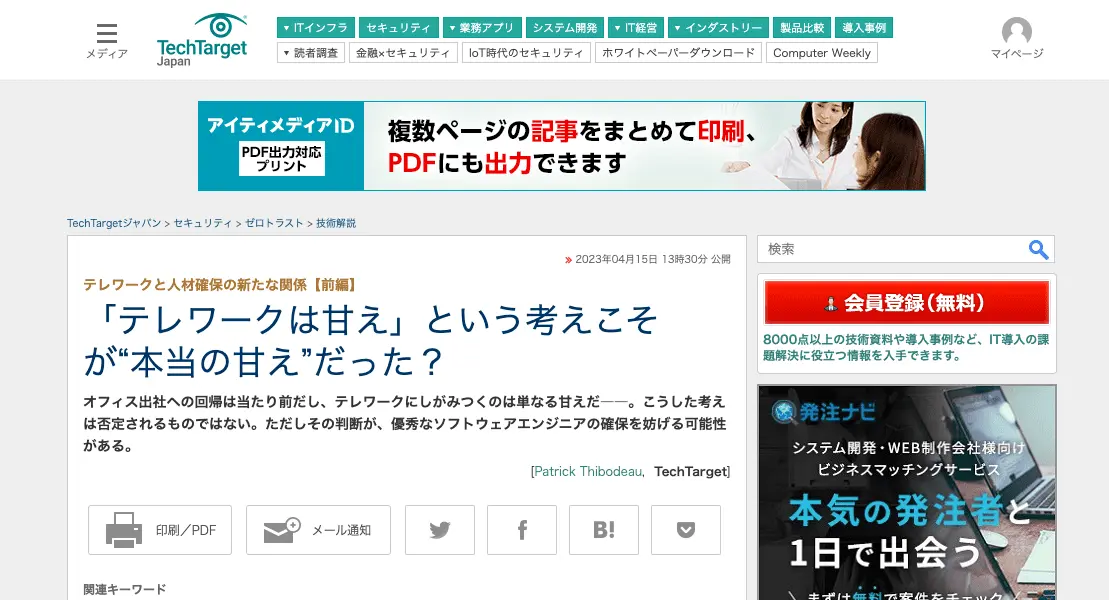 メディア
TechTarget
Japan
▼ITインフラ セキュリティ ▼業務アプリ システム開発 ▼IT経営 ▼インダストリー 製品比較 導入事例
▼読者調査 金融×セキュリティ IoT時代のセキュリティ ホワイトペーパーダウンロード Computer Weekly
マイページ
アイティメディアID
PDF出力対応
プリント
複数ページの記事をまとめて印刷、
PDFにも出力できます
TechTargetジャパン > セキュリティ > ゼロトラスト > 技術解説
» 2023年04月15日 13時30分 公開
テレワークと人材確保の新たな関係【前編】
「テレワークは甘え」という考えこそ
が“本当の甘え”だった？
オフィス出社への回帰は当たり前だし、テレワークにしがみつくのは単なる甘えだ――。こうした考え
は否定されるものではない。ただしその判断が、優秀なソフトウェアエンジニアの確保を妨げる可能性
がある。
[Patrick Thibodeau, TechTarget]
印刷／PDF
メール通知
B!
関連キーワード
検索
会員登録（無料）
8000点以上の技術資料や導入事例など、IT導入の課
題解決に役立つ情報を入手できます。
発注ナビ
システム開発・WEB制作会社様向け
ビジネスマッチングサービス
本気の発注者と
1日で出会う
まずは無料で案件をチェック